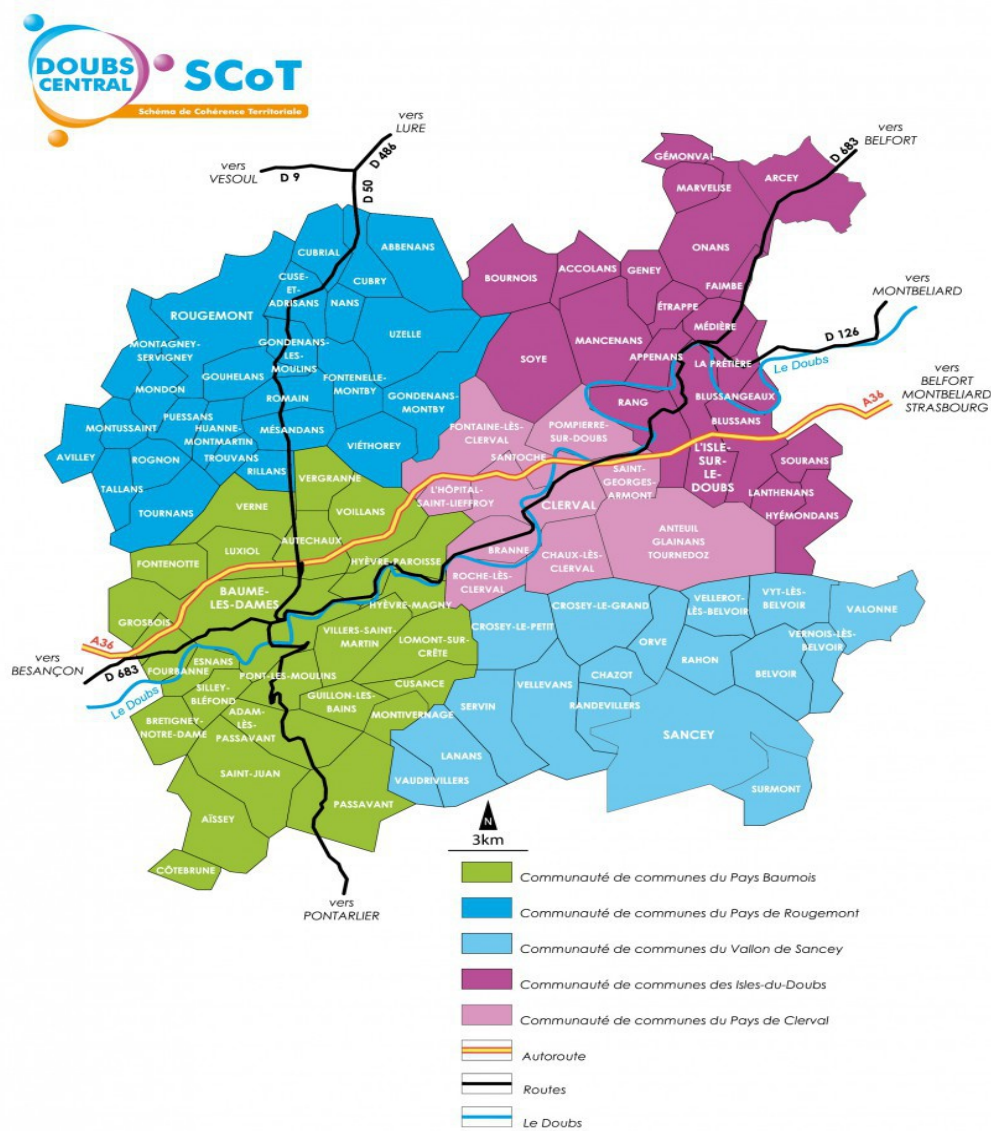 DOUBS
CENTRAL
SCoT
Schéma de Cohérence Territoriale
vers
LURE
vers
VESOUL
D 9
D 486
D 50
vers
BELFORT
D 683
GÉMONVAL
ARCEY
MARVELISE
ONANS
FAIMBE
BOURNOIS
ACCOLANS
GENEY
ÉTRAPPE
MÉDIÈRE
vers
MONTBELIARD
D 126
Le Doubs
SOYE
MANCENANS
APPENANS
LA PRÊTIÈRE
BLUSSANGEAUX
BLUSSANS
RANG
L'ISLE-
SUR-
LE-
DOUBS
SOURANS
LANTHENANS
HYÉMONDANS
vers
BELFORT
MONTBELIARD
STRASBOURG
A36
CUBRIAL
ABBENANS
CUSE-
ET-
ADRISANS
CUBRY
NANS
ROUGEMONT
UZELLE
MONTAGNEY-
SERVIGNEY
GONDENANS-
LES-
MOULINS
GOUHELANS
FONTENELLE-
MONTBY
MONDON
ROMAIN
GONDENANS-
MONTBY
PUESSANS
HUANNE-
MONTMARTIN
MÉSANDANS
MONTUSSAINT
VIÉTHOREY
AVILLEY
ROGNON
TROUVANS
RILLANS
TALLANS
TOURNANS
FONTAINE-LÈS-
CLERVAL
POMPIERRE-
SUR-DOUBS
SANTOCHE
SAINT-
GEORGES-
ARMONT
L'HÔPITAL-
SAINT-LIEFFROY
CLERVAL
ANTEUIL
GLAINANS
TOURNEDOZ
BRANNE
CHAUX-LÈS-
CLERVAL
ROCHE-LÈS-
CLERVAL
VERGRANNE
VERNE
VOILLANS
LUXIOL
AUTECHAUX
FONTENOTTE
HYÈVRE-PAROISSE
BAUME-
LES-DAMES
HYÈVRE-MAGNY
GROSBOIS
VILLERS-SAINT-
MARTIN
LOMONT-SUR-
CRÊTE
A36
vers
BESANÇON
D 683
Le Doubs
ESNANS
FOURBANNE
PONT-LES-MOULINS
CUSANCE
SILLEY-
BLÉFOND
GUILLON-LES-
BAINS
MONTIVERNAGE
BRETIGNEY-
NOTRE-DAME
ADAM-
LÈS-
PASSAVANT
SAINT-JUAN
PASSAVANT
AÏSSEY
CÔTEBRUNE
vers
PONTARLIER
CROSEY-LE-GRAND
CROSEY-LE-PETIT
VELLEROT-
LÈS-BELVOIR
VYT-LÈS-
BELVOIR
VALONNE
VERNOIS-LÈS-
BELVOIR
ORVE
RAHON
BELVOIR
CHAZOT
VELLEVANS
RANDEVILLERS
SERVIN
SANCEY
LANANS
VAUDRIVILLERS
SURMONT
N
3km
Communauté de communes du Pays Baumois
Communauté de communes du Pays de Rougemont
Communauté de communes du Vallon de Sancey
Communauté de communes des Isles-du-Doubs
Communauté de communes du Pays de Clerval
Autoroute
Routes
Le Doubs